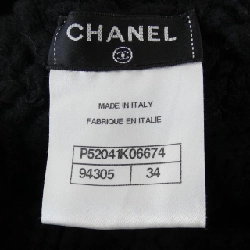 CHANEL
MADE IN ITALY
FABRIQUE EN ITALIE
P52041K06674
94305 34